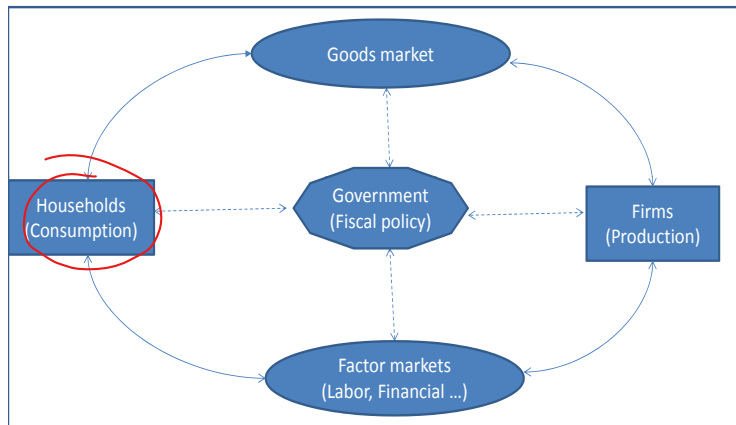 Goods market
Households
(Consumption)
Government
(Fiscal policy)
Firms
(Production)
Factor markets
(Labor, Financial ...)